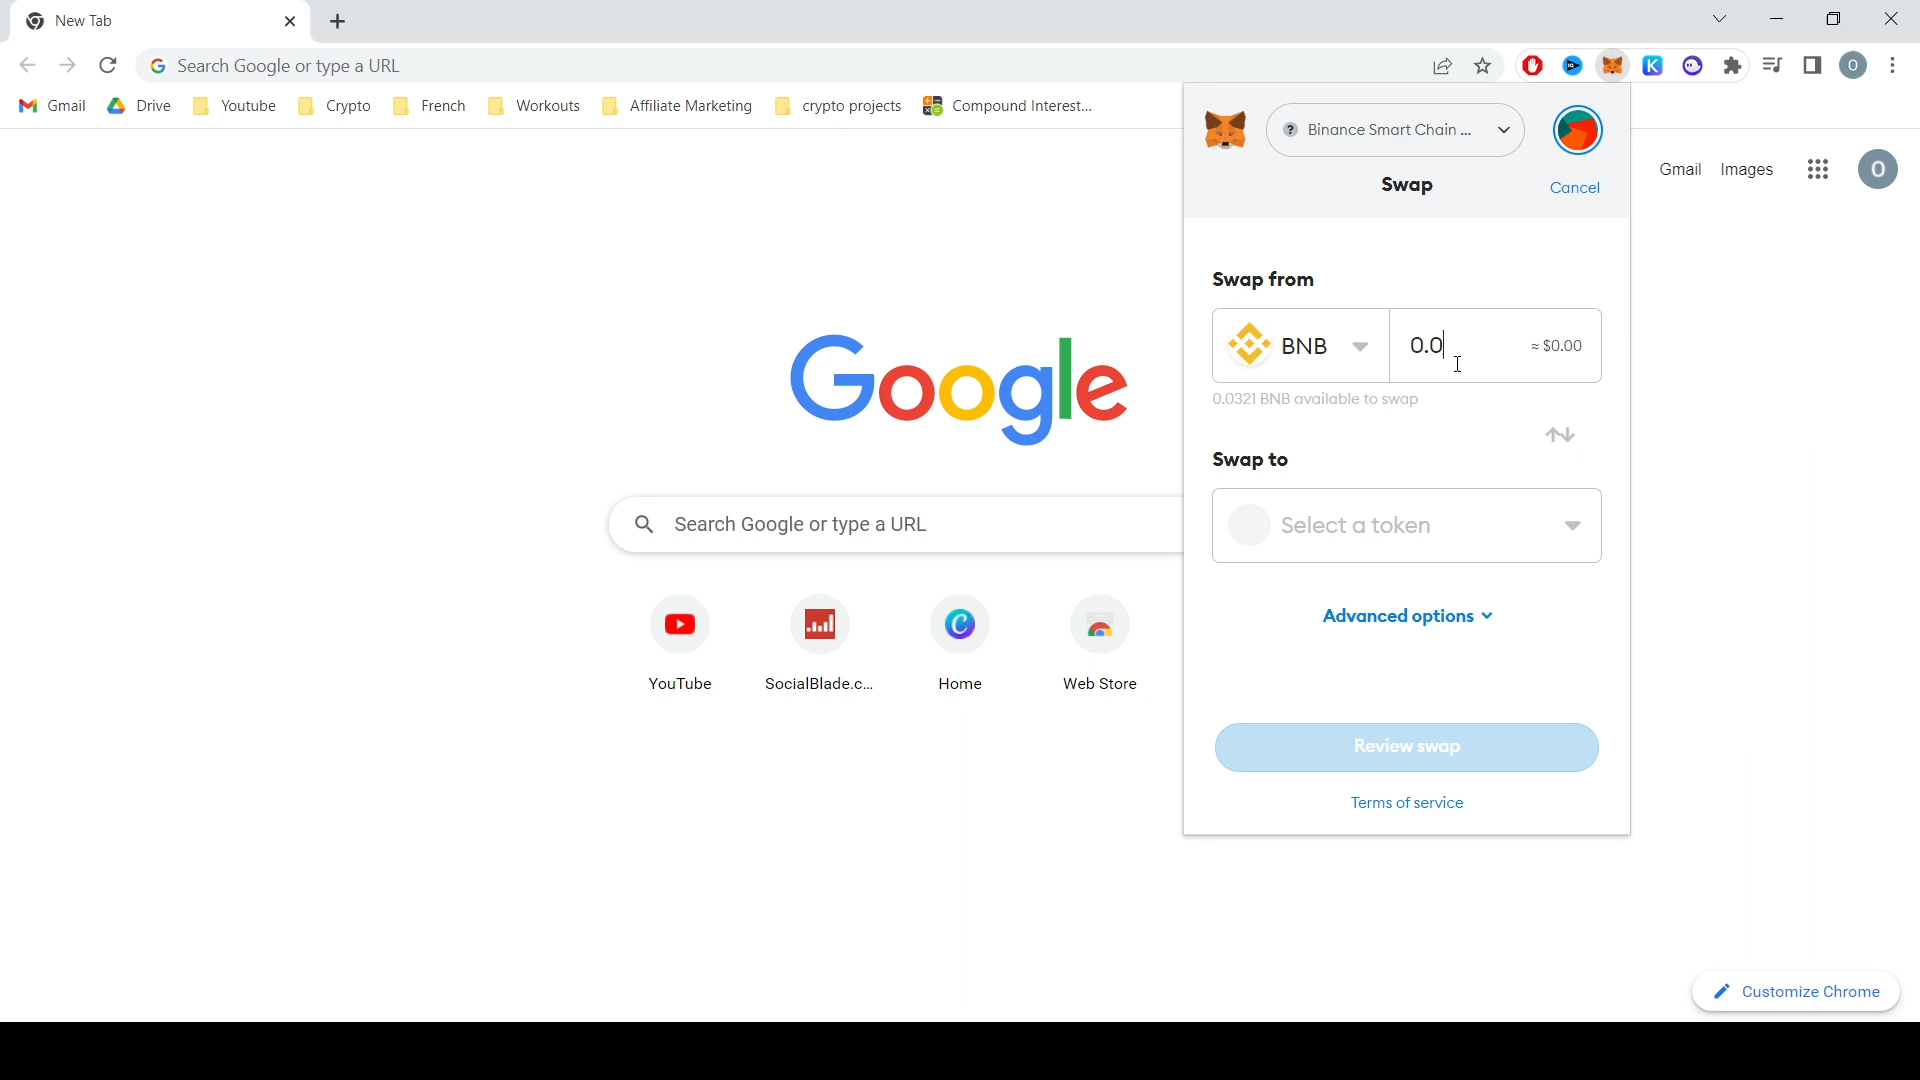 New Tab
Search Google or type a URL
O
Gmail
Drive
Youtube
Crypto
French
Workouts
Affiliate Marketing
crypto projects
Compound Interest...
Gmail Images
O
Google
Search Google or type a URL
YouTube
SocialBlade.c...
Home
Web Store
? Binance Smart Chain ...
Swap
Cancel
Swap from
BNB
0.0
≈ $0.00
0.0321 BNB available to swap
Swap to
Select a token
Advanced options
Review swap
Terms of service
Customize Chrome